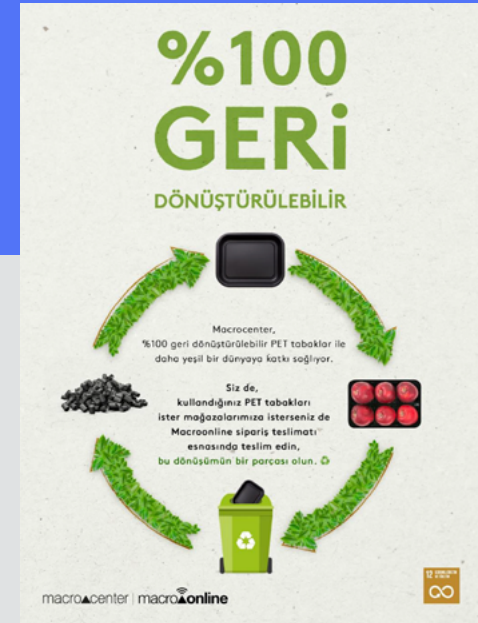 %100
GERİ
DÖNÜŞTÜRÜLEBİLİR
Macrocenter,
%100 geri dönüştürülebilir PET tabaklar ile
daha yeşil bir dünyaya katkı sağlıyor.
Siz de,
kullandığınız PET tabakları
ister mağazalarımıza isterseniz de
Macroonline sipariş teslimatı
esnasında teslim edin,
bu dönüşümün bir parçası olun.
macrocenter | macroonline
12